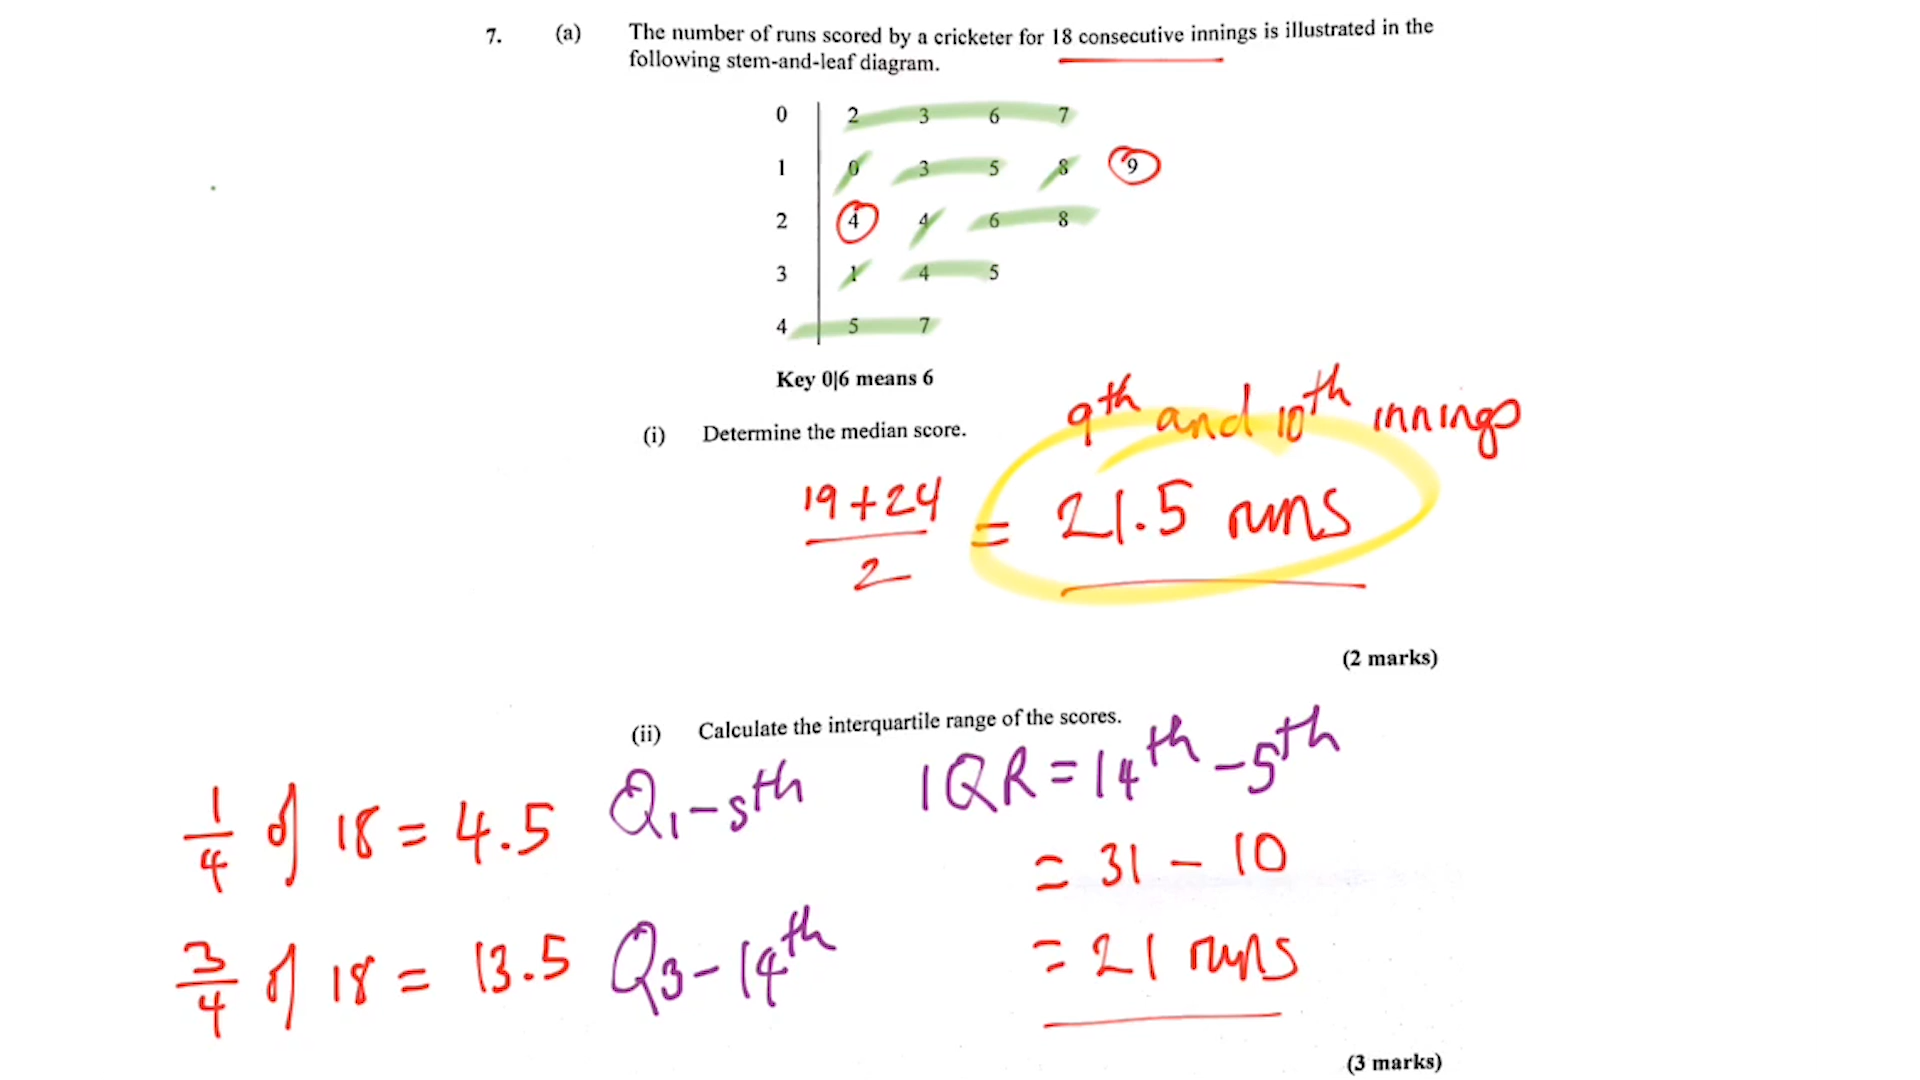 7. (a) The number of runs scored by a cricketer for 18 consecutive innings is illustrated in the
following stem-and-leaf diagram.
0 2 3 6 7
1 0 3 5 8 9
2 4 4 6 8
3 1 4 5
4 5 7
Key 0|6 means 6
9th and 10th innings
(i) Determine the median score.
19+24
2
= 21.5 runs
(2 marks)
(ii) Calculate the interquartile range of the scores.
1/4 of 18 = 4.5 Q1-5th
IQR = 14th - 5th
= 31 - 10
3/4 of 18 = 13.5 Q3-14th
= 21 runs
(3 marks)